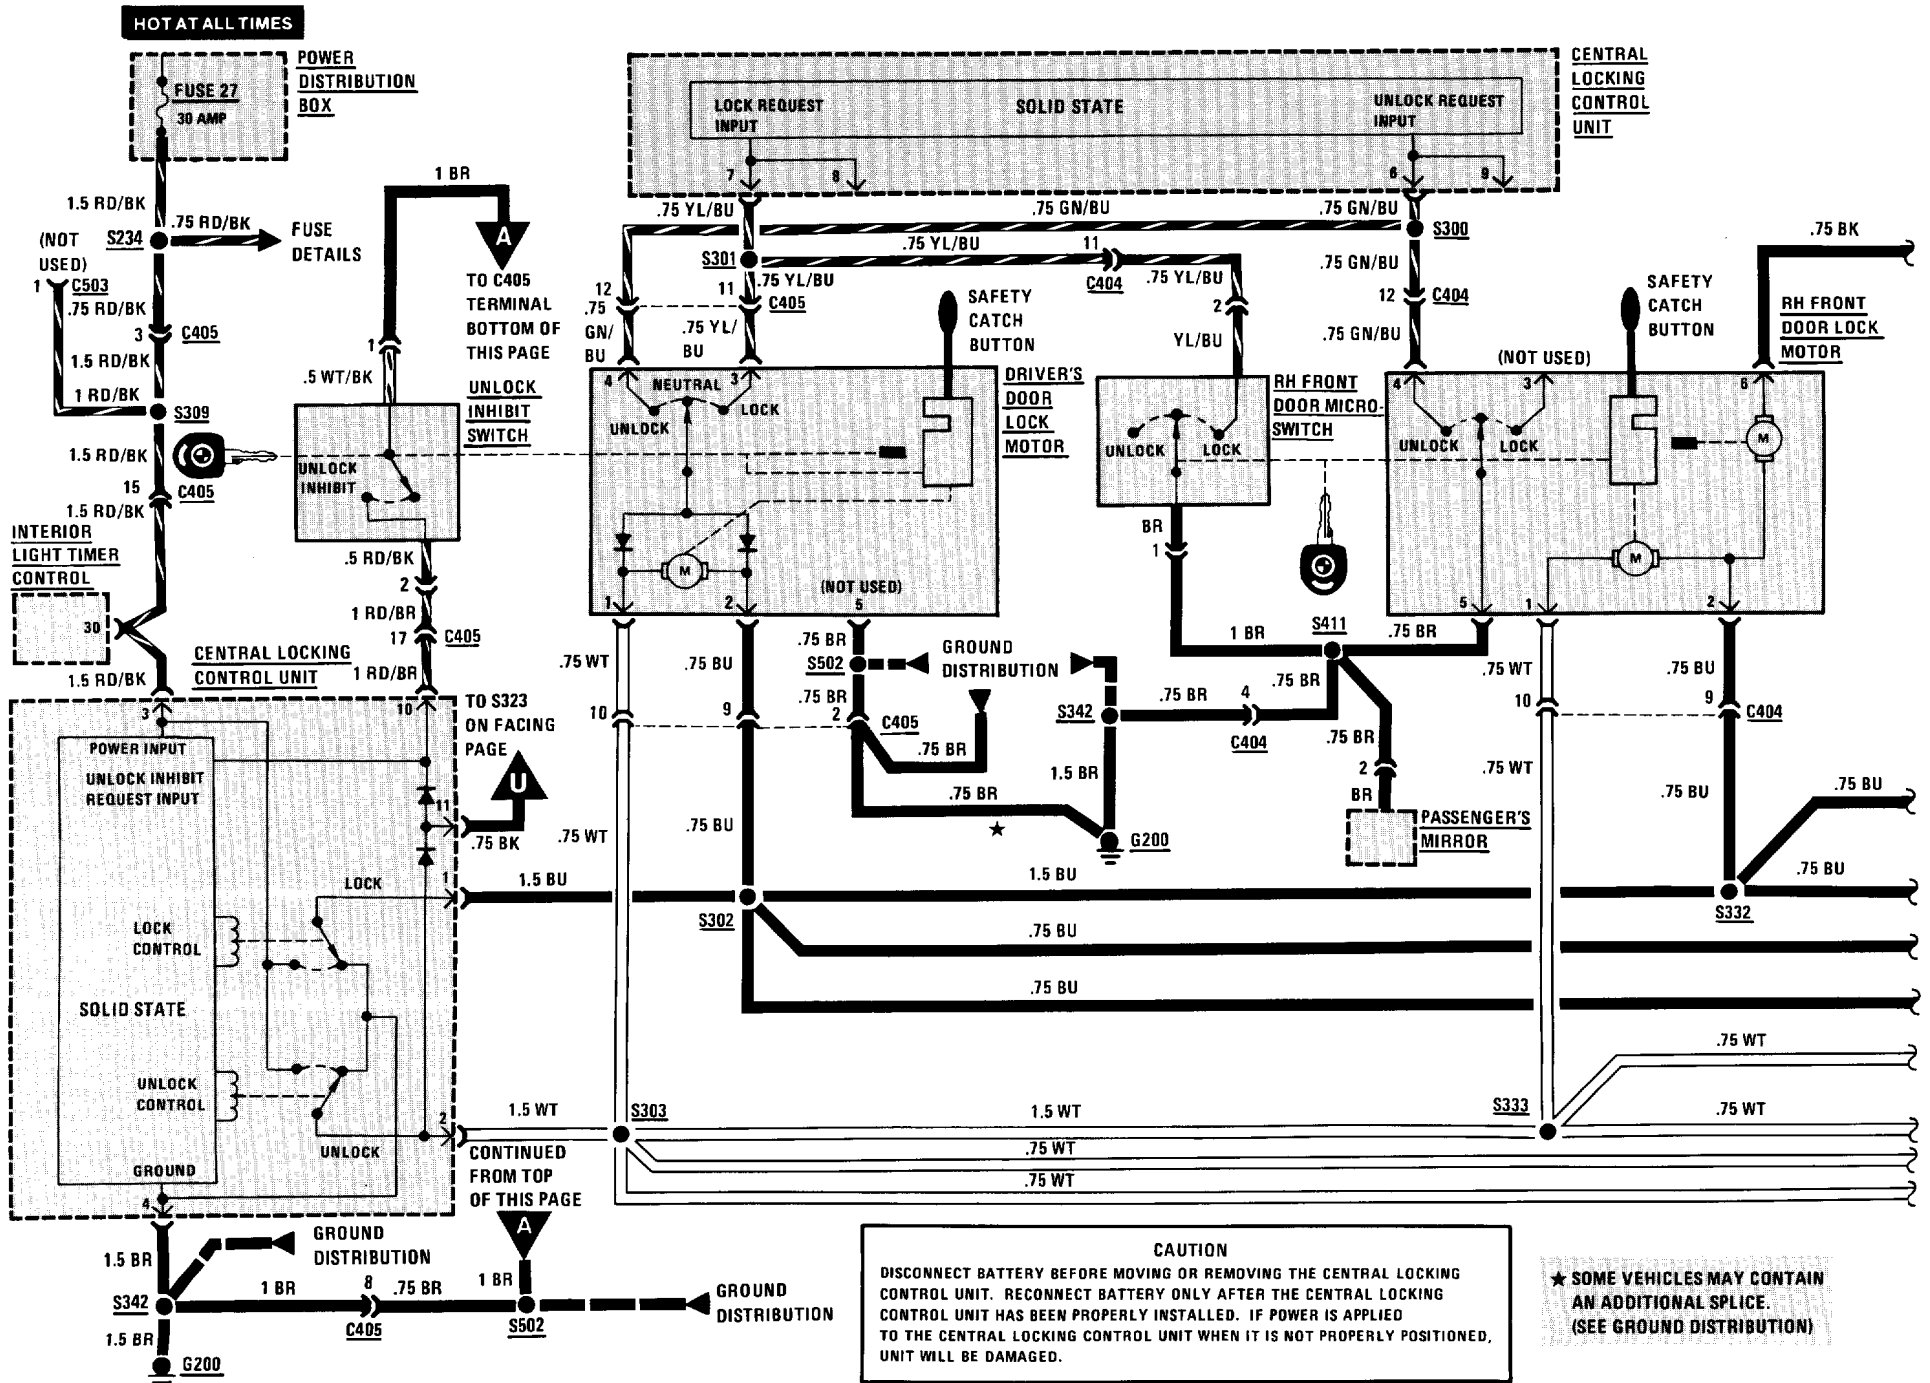 HOT AT ALL TIMES
POWER
DISTRIBUTION
BOX
FUSE 27
30 AMP
1.5 RD/BK
.75 RD/BK
S234
FUSE
DETAILS
(NOT
USED)
1
C503
.75 RD/BK
3
C405
1.5 RD/BK
1 RD/BK
S309
1.5 RD/BK
15
C405
1.5 RD/BK
INTERIOR
LIGHT TIMER
CONTROL
30
1.5 RD/BK
1 BR
A
TO C405
TERMINAL
BOTTOM OF
THIS PAGE
1
.5 WT/BK
UNLOCK
INHIBIT
SWITCH
UNLOCK
INHIBIT
.5 RD/BK
2
1 RD/BR
17
C405
1 RD/BR
CENTRAL LOCKING
CONTROL UNIT
3
10
POWER INPUT
UNLOCK INHIBIT
REQUEST INPUT
11
.75 BK
TO S323
ON FACING
PAGE
U
LOCK
1
1.5 BU
LOCK
CONTROL
SOLID STATE
UNLOCK
CONTROL
UNLOCK
2
GROUND
4
1.5 WT
CONTINUED
FROM TOP
OF THIS PAGE
A
1.5 BR
GROUND
DISTRIBUTION
S342
1 BR
8
C405
.75 BR
1 BR
S502
GROUND
DISTRIBUTION
1.5 BR
G200
CENTRAL
LOCKING
CONTROL
UNIT
LOCK REQUEST
INPUT
SOLID STATE
UNLOCK REQUEST
INPUT
7
8
6
9
.75 YL/BU
.75 GN/BU
.75 GN/BU
S300
S301
.75 YL/BU
11
C404
.75 YL/BU
.75 YL/BU
.75 GN/BU
12
C404
.75 GN/BU
12
.75
GN/
BU
11
C405
.75 YL/
BU
SAFETY
CATCH
BUTTON
DRIVER'S
DOOR
LOCK
MOTOR
4
NEUTRAL
3
UNLOCK
LOCK
M
(NOT USED)
1
2
5
2
YL/BU
RH FRONT
DOOR MICRO-
SWITCH
UNLOCK
LOCK
BR
1
(NOT USED)
SAFETY
CATCH
BUTTON
.75 BK
RH FRONT
DOOR LOCK
MOTOR
4
3
6
UNLOCK
LOCK
M
M
5
1
2
.75 WT
.75 BU
.75 BR
S502
GROUND
DISTRIBUTION
.75 BR
10
9
2
C405
.75 BR
.75 BR
★
S342
1.5 BR
G200
.75 BR
4
C404
.75 BR
1 BR
S411
.75 BR
.75 BR
2
BR
PASSENGER'S
MIRROR
.75 WT
.75 BU
10
9
C404
.75 WT
.75 BU
.75 BU
.75 WT
.75 BU
S302
1.5 BU
S332
.75 BU
.75 BU
.75 BU
.75 WT
S303
1.5 WT
S333
.75 WT
.75 WT
.75 WT
CAUTION
DISCONNECT BATTERY BEFORE MOVING OR REMOVING THE CENTRAL LOCKING
CONTROL UNIT. RECONNECT BATTERY ONLY AFTER THE CENTRAL LOCKING
CONTROL UNIT HAS BEEN PROPERLY INSTALLED. IF POWER IS APPLIED
TO THE CENTRAL LOCKING CONTROL UNIT WHEN IT IS NOT PROPERLY POSITIONED,
UNIT WILL BE DAMAGED.
★ SOME VEHICLES MAY CONTAIN
AN ADDITIONAL SPLICE.
(SEE GROUND DISTRIBUTION)